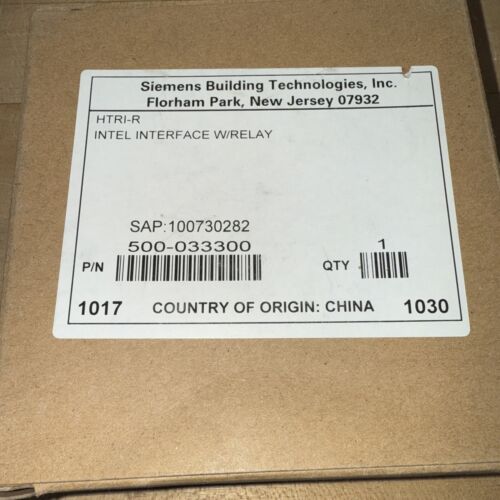 Siemens Building Technologies, Inc.
Florham Park, New Jersey 07932
HTRI-R
INTEL INTERFACE W/RELAY
SAP:100730282
500-033300
P/N
1
QTY
1017 COUNTRY OF ORIGIN: CHINA 1030